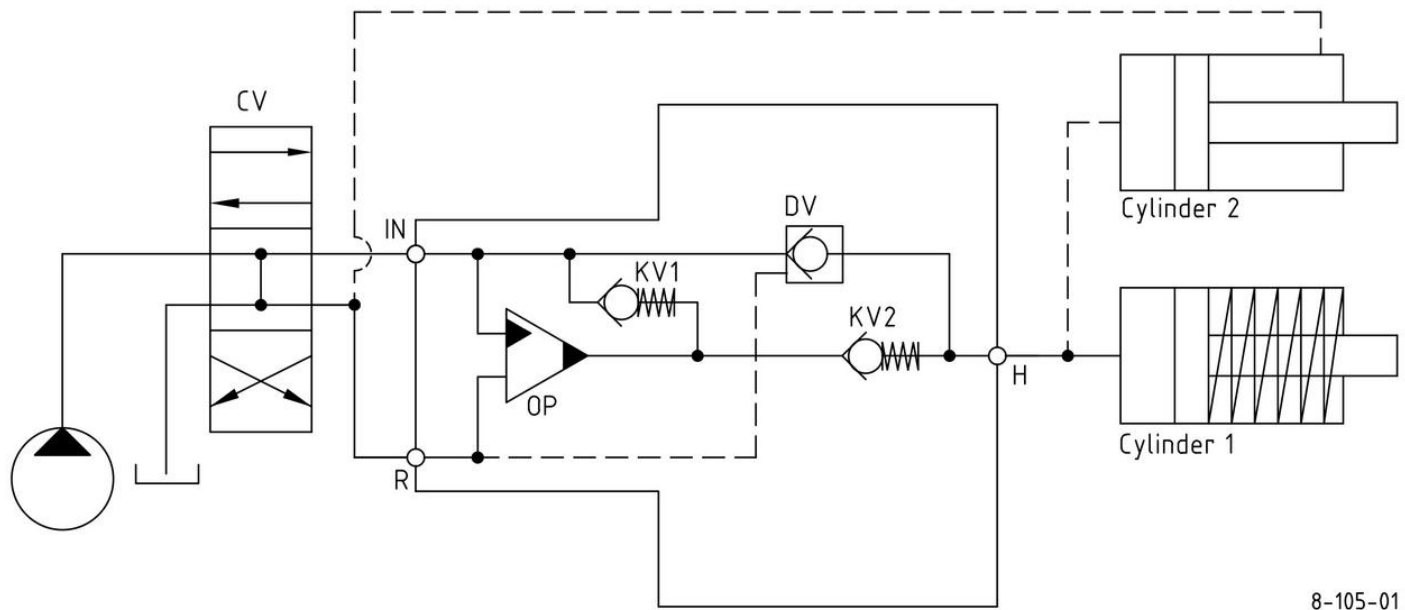 CV
Cylinder 2
IN
DV
KV1
KV2
OP
H
R
Cylinder 1
8-105-01